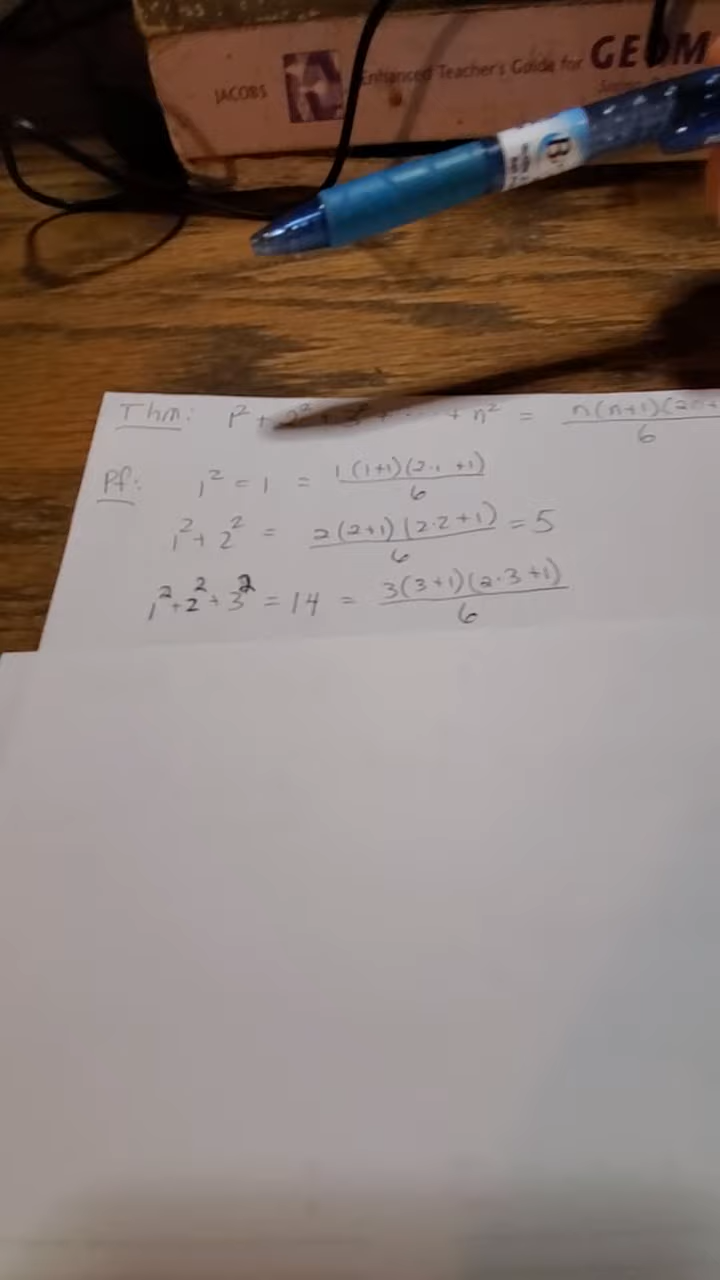 JACOBS Enhanced Teacher's Guide for GEOM
B
Thm: 1² + 2² + 3² + ... + n² = n(n+1)(2n+ / 6
Pf: 1² = 1 = 1(1+1)(2·1+1) / 6
1² + 2² = 2(2+1)(2·2+1) / 6 = 5
1² + 2² + 3² = 14 = 3(3+1)(2·3+1) / 6